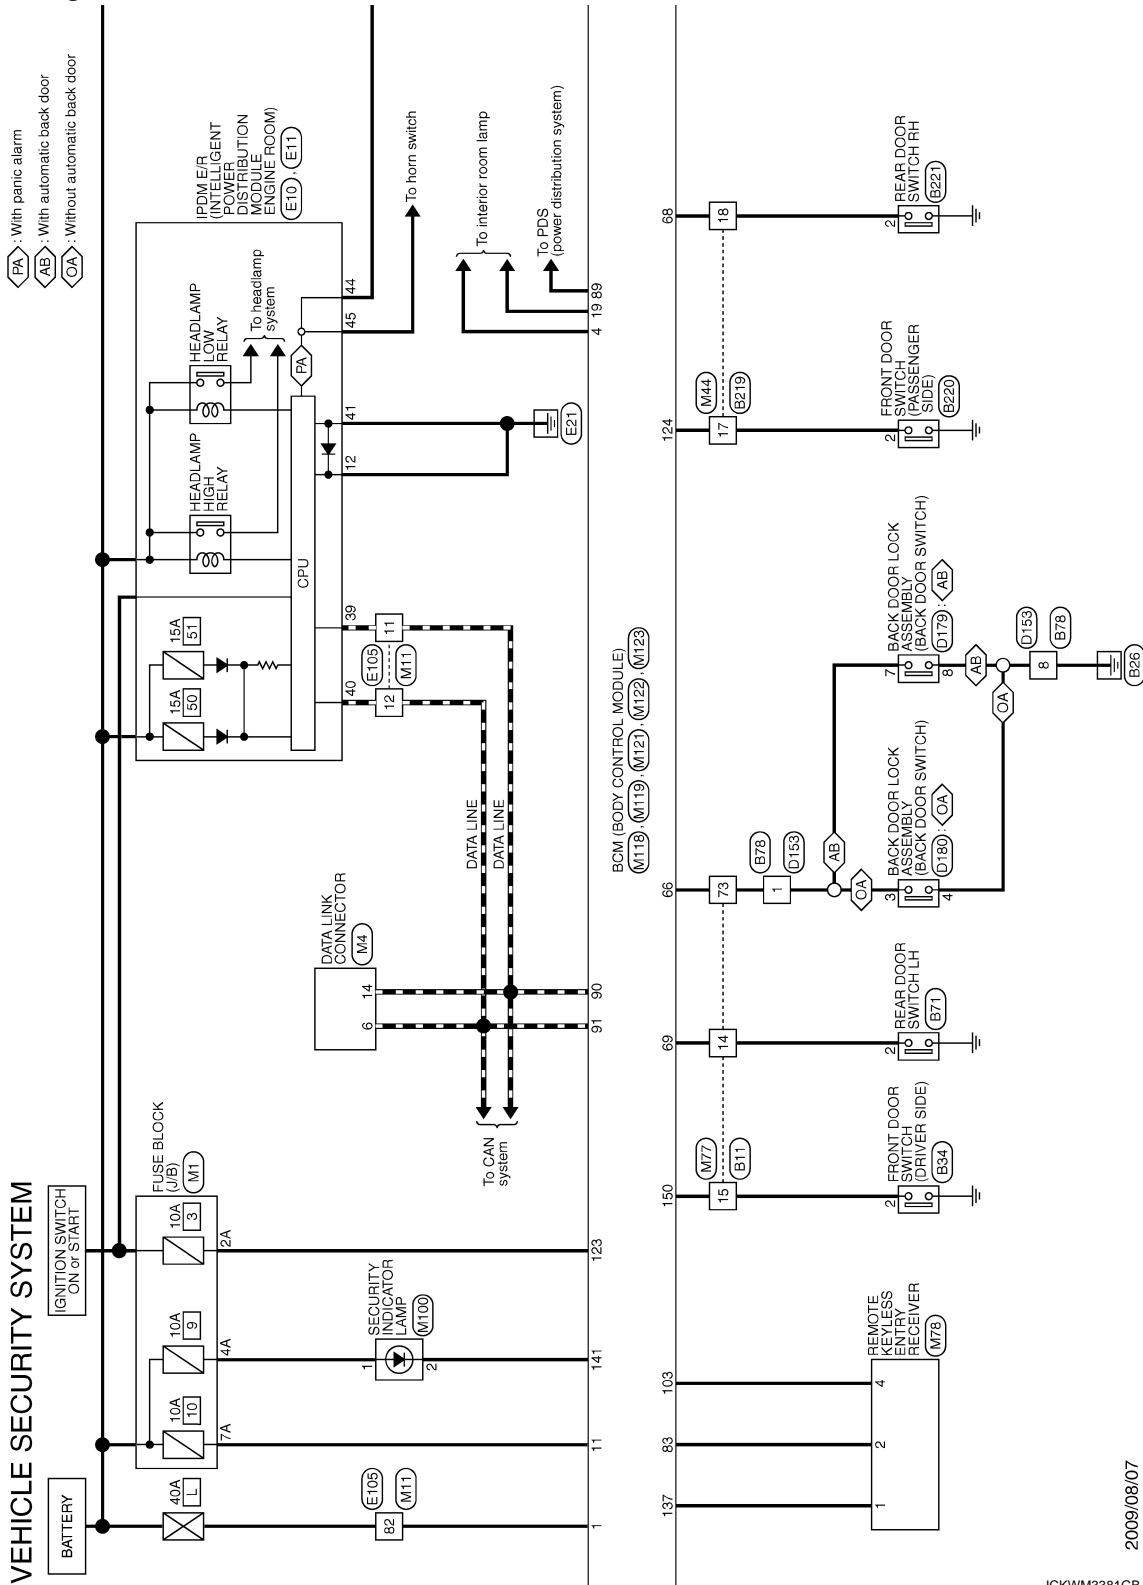 VEHICLE SECURITY SYSTEM
PA : With panic alarm
AB : With automatic back door
OA : Without automatic back door
BATTERY
IGNITION SWITCH
ON or START
40A
L
10A
10
10A
9
10A
3
FUSE BLOCK
(J/B)
M1
7A
4A
2A
15A
50
15A
51
HEADLAMP
HIGH
RELAY
HEADLAMP
LOW
RELAY
To headlamp
system
IPDM E/R
(INTELLIGENT
POWER
DISTRIBUTION
MODULE
ENGINE ROOM)
E10 , E11
CPU
PA
40
39
12
41
45
44
82
E105
M11
1
SECURITY
INDICATOR
LAMP
M100
2
DATA LINK
CONNECTOR
M4
6
14
12
E105
M11
11
E21
To horn switch
To CAN
system
DATA LINE
DATA LINE
To interior room lamp
To PDS
(power distribution system)
1
11
141
123
91
90
4
19
89
BCM (BODY CONTROL MODULE)
M118 , M119 , M121 , M122 , M123
137
83
103
150
69
66
124
68
M77
15
B11
14
73
M44
17
B219
18
B78
1
D153
AB
OA
1
2
4
REMOTE
KEYLESS
ENTRY
RECEIVER
M78
2
FRONT DOOR
SWITCH
(DRIVER SIDE)
B34
2
REAR DOOR
SWITCH LH
B71
3
4
BACK DOOR LOCK
ASSEMBLY
(BACK DOOR SWITCH)
D180 : OA
7
8
BACK DOOR LOCK
ASSEMBLY
(BACK DOOR SWITCH)
D179 : AB
2
FRONT DOOR
SWITCH
(PASSENGER
SIDE)
B220
2
REAR DOOR
SWITCH RH
B221
AB
OA
D153
8
B78
B26
2009/08/07